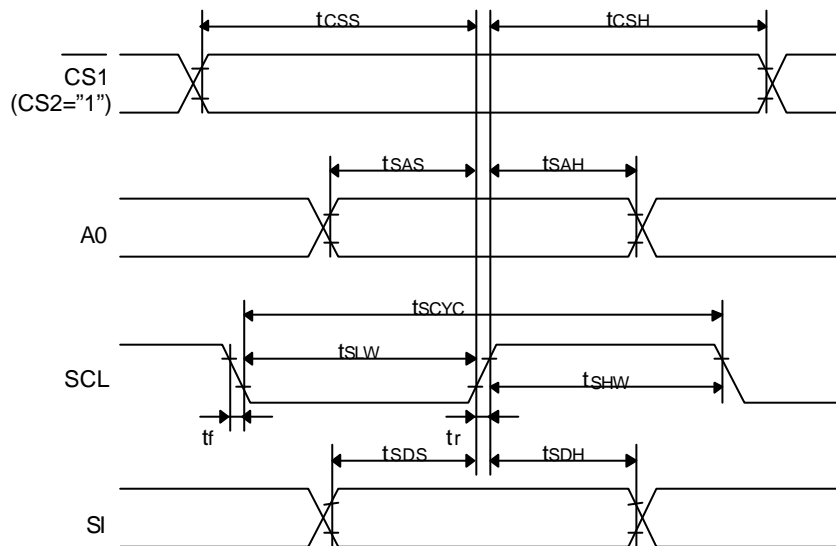 tCSS
tCSH
CS1
(CS2=”1”)
tSAS
tSAH
A0
tSCYC
tSLW
SCL
tSHW
tf
tr
tSDS
tSDH
SI